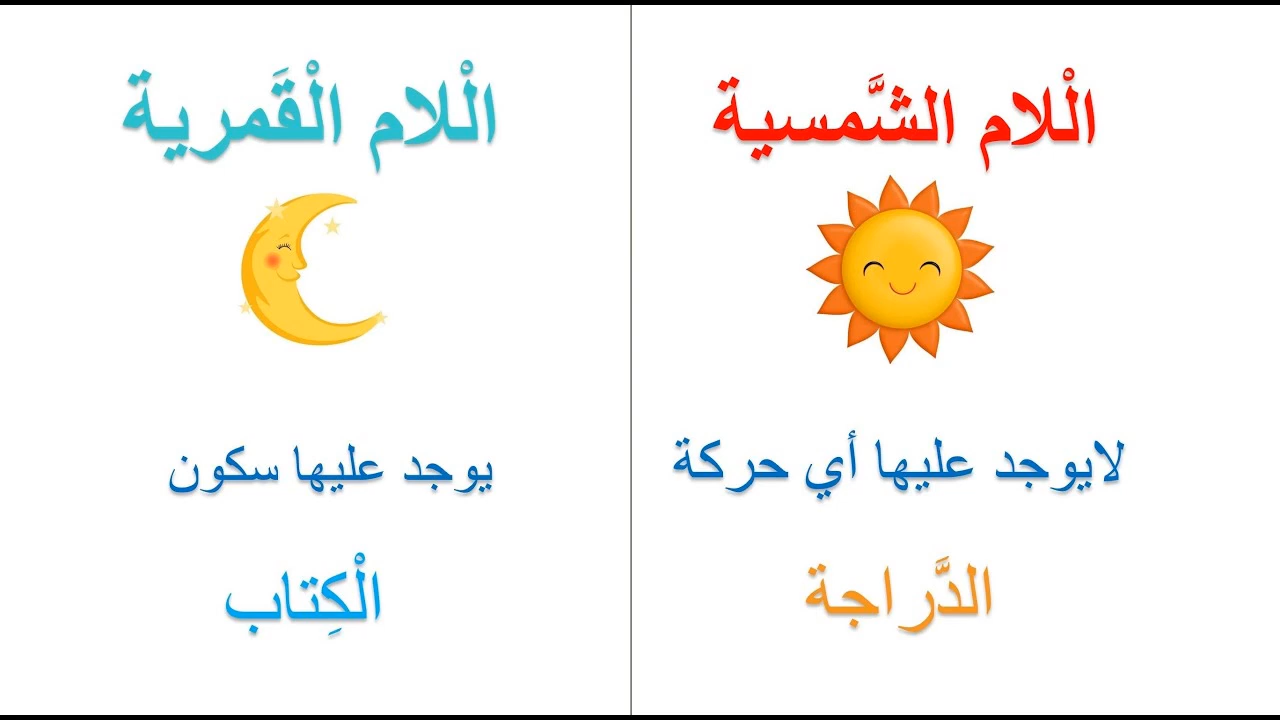 الْلام الشَّمسية
لايوجد عليها أي حركة
الدَّراجة
الْلام الْقَمرية
يوجد عليها سكون
الْكِتاب